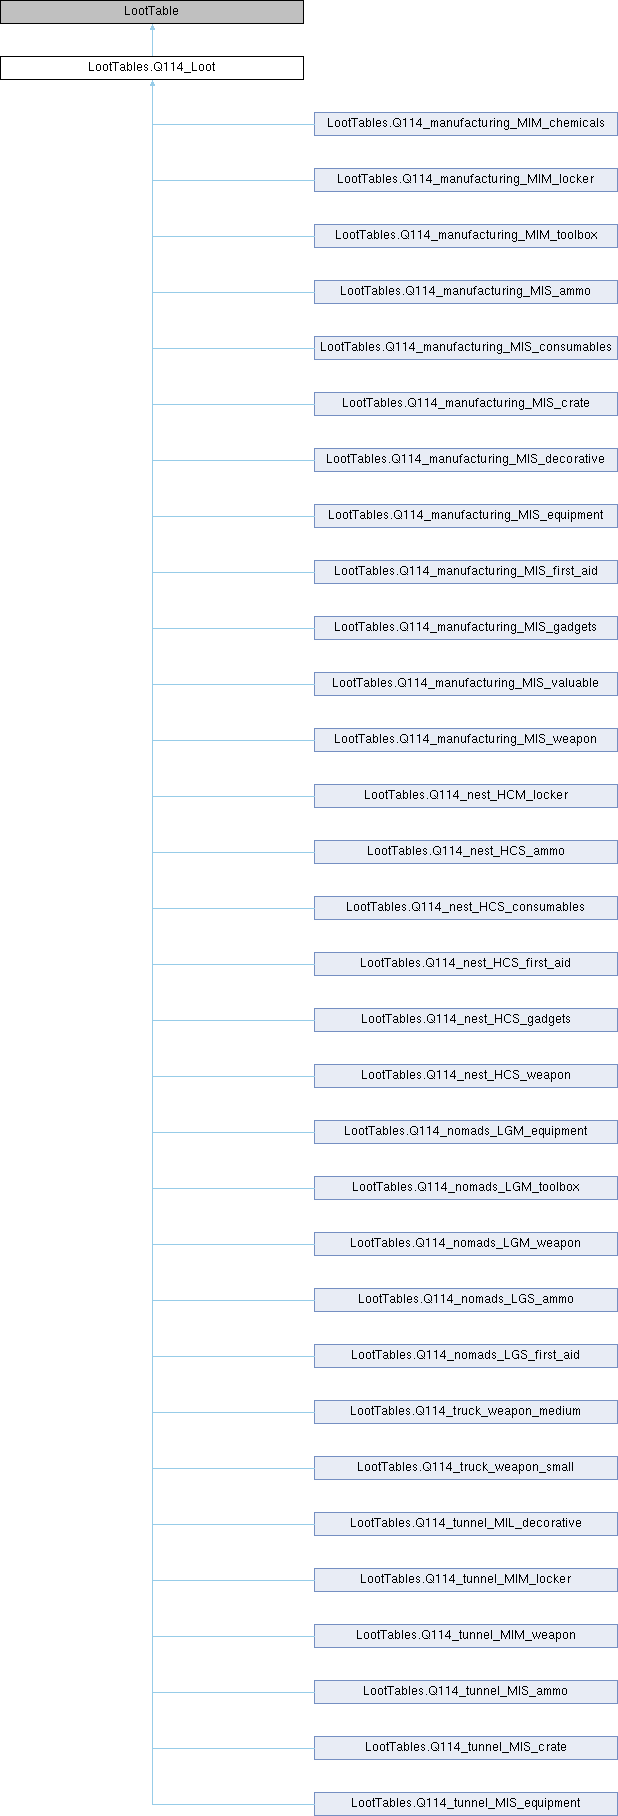 LootTable
LootTables.Q114_Loot
LootTables.Q114_manufacturing_MIM_chemicals
LootTables.Q114_manufacturing_MIM_locker
LootTables.Q114_manufacturing_MIM_toolbox
LootTables.Q114_manufacturing_MIS_ammo
LootTables.Q114_manufacturing_MIS_consumables
LootTables.Q114_manufacturing_MIS_crate
LootTables.Q114_manufacturing_MIS_decorative
LootTables.Q114_manufacturing_MIS_equipment
LootTables.Q114_manufacturing_MIS_first_aid
LootTables.Q114_manufacturing_MIS_gadgets
LootTables.Q114_manufacturing_MIS_valuable
LootTables.Q114_manufacturing_MIS_weapon
LootTables.Q114_nest_HCM_locker
LootTables.Q114_nest_HCS_ammo
LootTables.Q114_nest_HCS_consumables
LootTables.Q114_nest_HCS_first_aid
LootTables.Q114_nest_HCS_gadgets
LootTables.Q114_nest_HCS_weapon
LootTables.Q114_nomads_LGM_equipment
LootTables.Q114_nomads_LGM_toolbox
LootTables.Q114_nomads_LGM_weapon
LootTables.Q114_nomads_LGS_ammo
LootTables.Q114_nomads_LGS_first_aid
LootTables.Q114_truck_weapon_medium
LootTables.Q114_truck_weapon_small
LootTables.Q114_tunnel_MIL_decorative
LootTables.Q114_tunnel_MIM_locker
LootTables.Q114_tunnel_MIM_weapon
LootTables.Q114_tunnel_MIS_ammo
LootTables.Q114_tunnel_MIS_crate
LootTables.Q114_tunnel_MIS_equipment